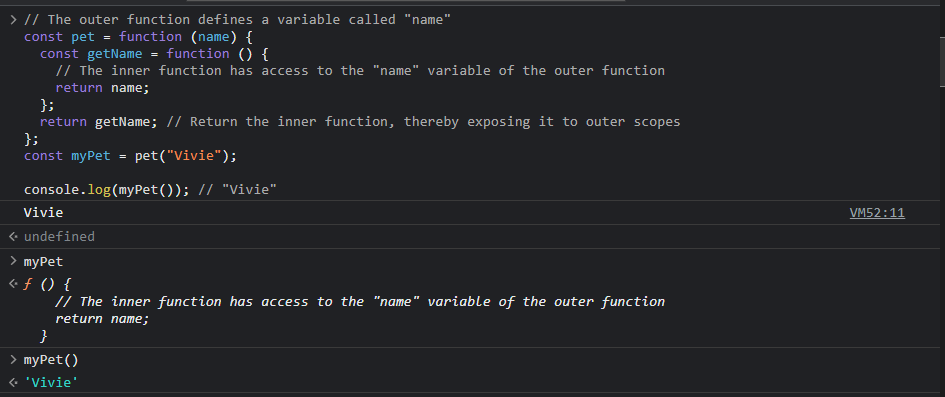 // The outer function defines a variable called "name"
const pet = function (name) {
  const getName = function () {
    // The inner function has access to the "name" variable of the outer function
    return name;
  };
  return getName; // Return the inner function, thereby exposing it to outer scopes
};
const myPet = pet("Vivie");

console.log(myPet()); // "Vivie"
Vivie VM52:11
undefined
myPet
ƒ () {
    // The inner function has access to the "name" variable of the outer function
    return name;
  }
myPet()
'Vivie'